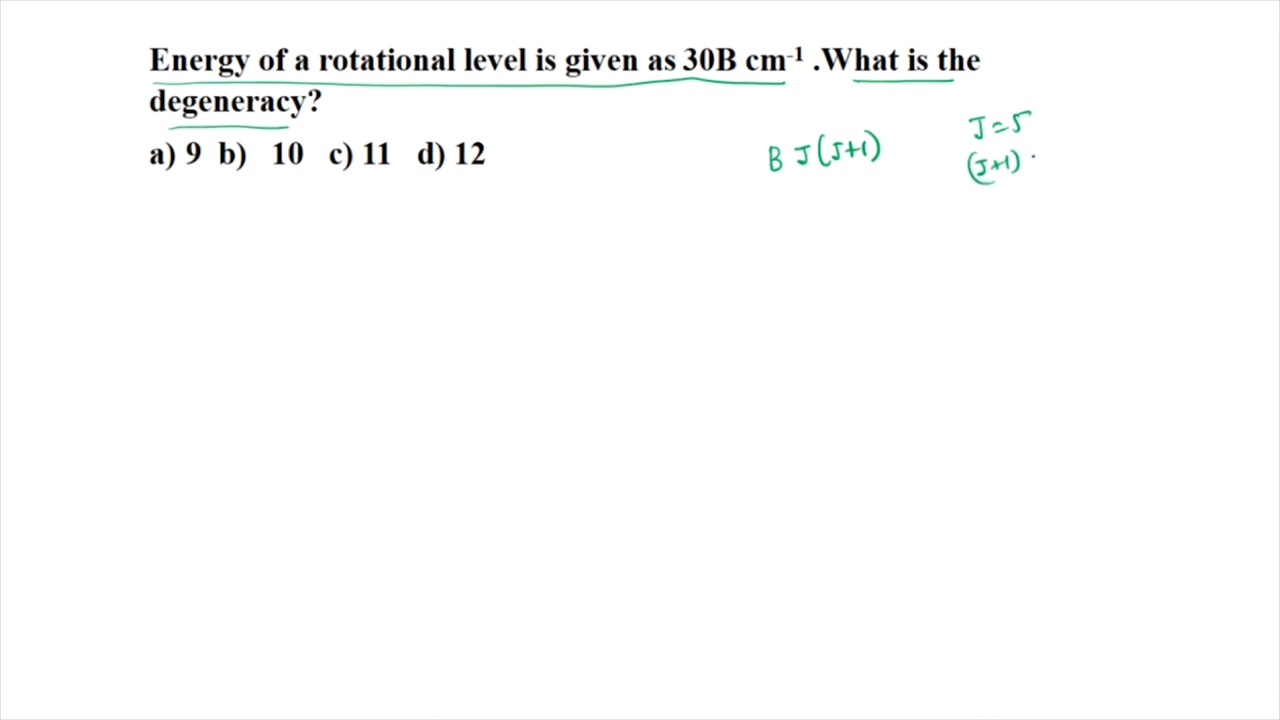 Energy of a rotational level is given as 30B cm⁻¹ .What is the
degeneracy?
a) 9 b) 10 c) 11 d) 12
B J(J+1)
J=5
(J+1)